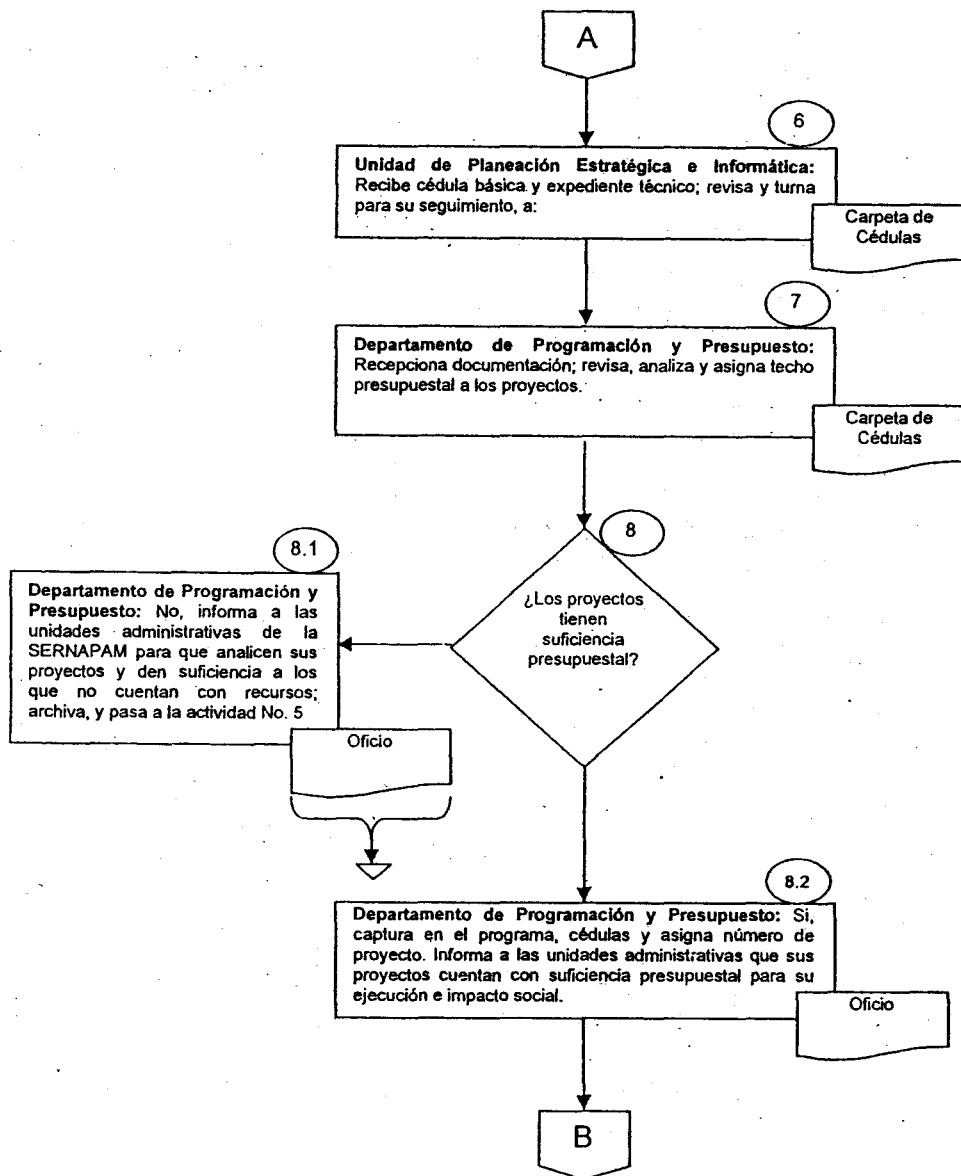 A
6
Unidad de Planeación Estratégica e Informática:
Recibe cédula básica y expediente técnico; revisa y turna
para su seguimiento, a:
Carpeta de
Cédulas
7
Departamento de Programación y Presupuesto:
Recepciona documentación; revisa, analiza y asigna techo
presupuestal a los proyectos.
Carpeta de
Cédulas
8
¿Los proyectos
tienen
suficiencia
presupuestal?
8.1
Departamento de Programación y
Presupuesto: No, informa a las
unidades administrativas de la
SERNAPAM para que analicen sus
proyectos y den suficiencia a los
que no cuentan con recursos;
archiva, y pasa a la actividad No. 5
Oficio
8.2
Departamento de Programación y Presupuesto: Si,
captura en el programa, cédulas y asigna número de
proyecto. Informa a las unidades administrativas que sus
proyectos cuentan con suficiencia presupuestal para su
ejecución e impacto social.
Oficio
B